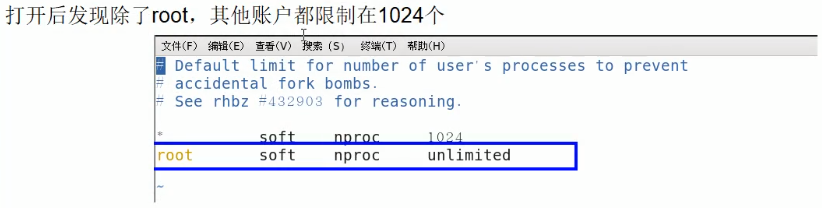 打开后发现除了root，其他账户都限制在1024个
文件(F) 编辑(E) 查看(V) 搜索 (S) 终端(T) 帮助(H)
# Default limit for number of user's processes to prevent
# accidental fork bombs.
# See rhbz #432903 for reasoning.
* soft nproc 1024
root soft nproc unlimited
~